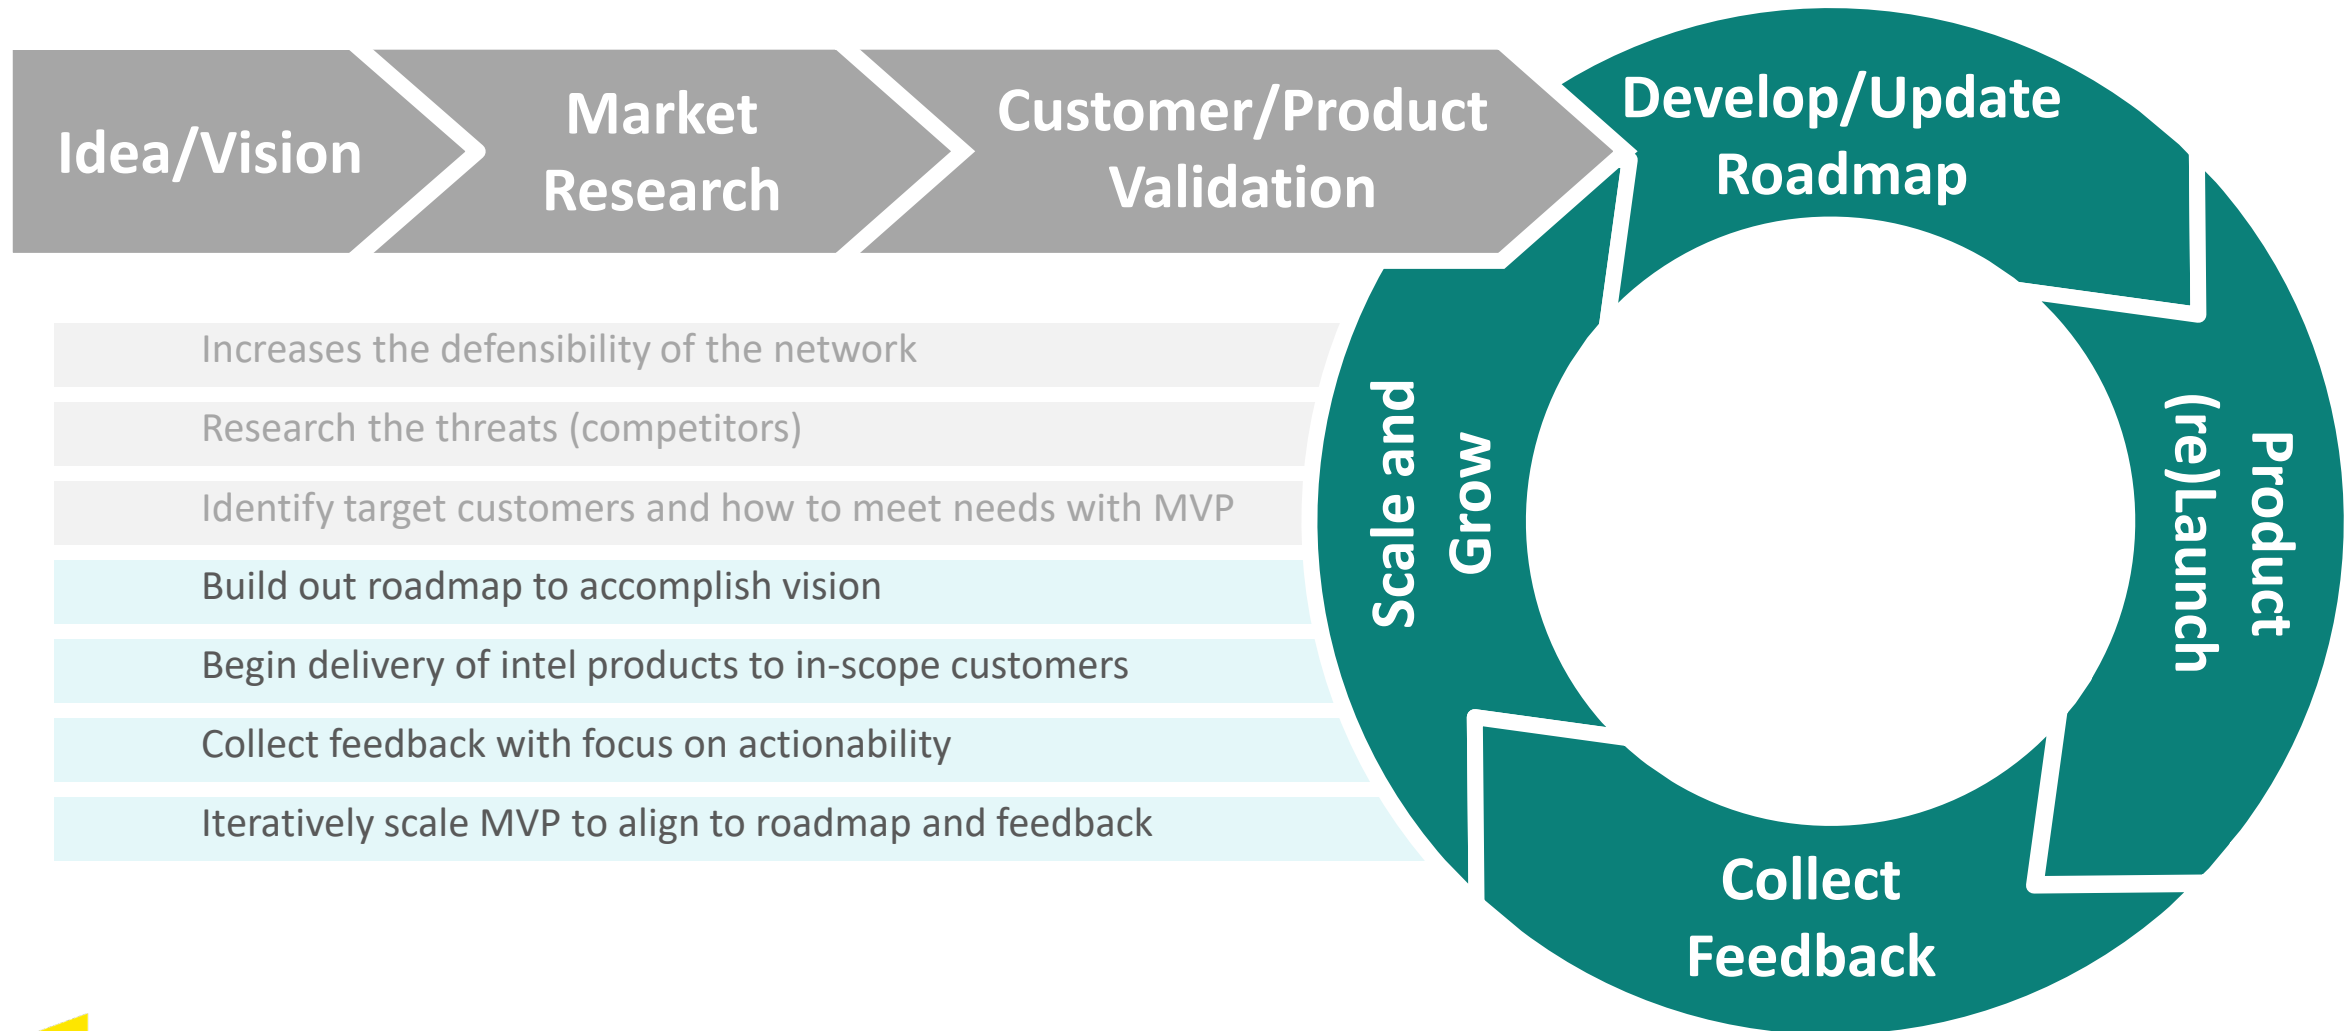 Idea/Vision
Market
Research
Customer/Product
Validation
Develop/Update
Roadmap
Product
(re)Launch
Collect
Feedback
Scale and
Grow
Increases the defensibility of the network
Research the threats (competitors)
Identify target customers and how to meet needs with MVP
Build out roadmap to accomplish vision
Begin delivery of intel products to in-scope customers
Collect feedback with focus on actionability
Iteratively scale MVP to align to roadmap and feedback